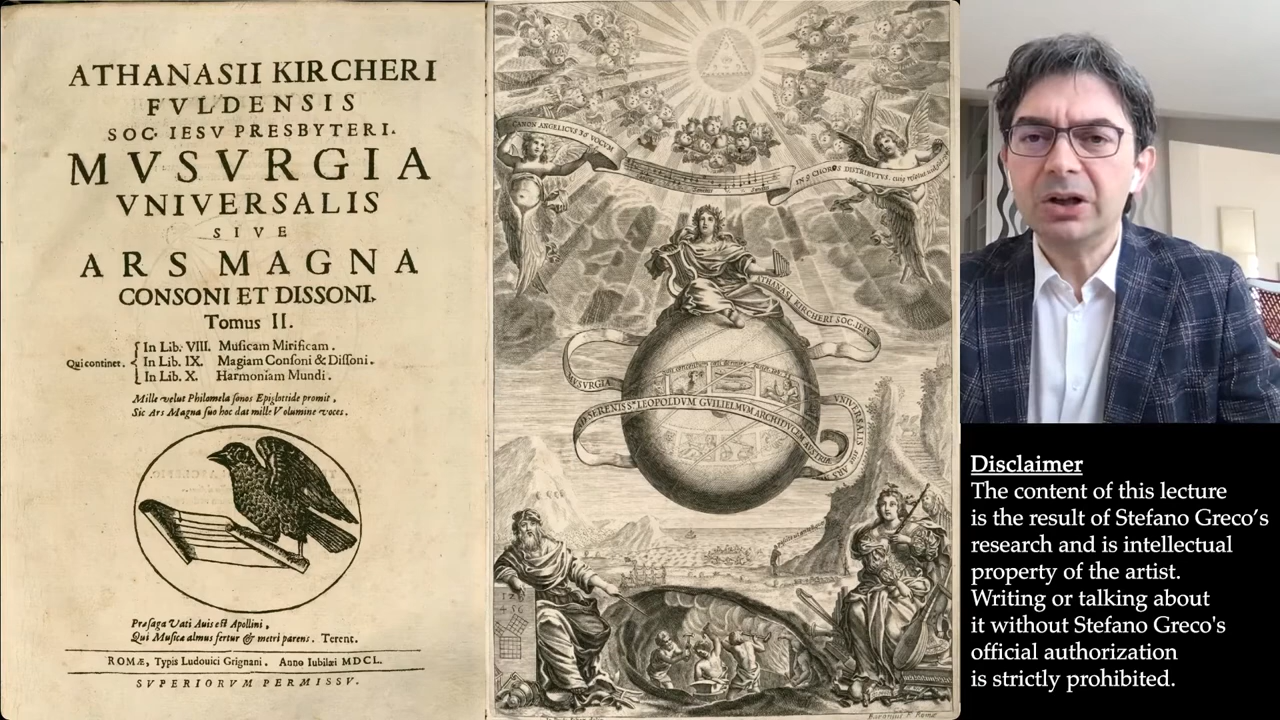 ATHANASII KIRCHERI
FVLDENSIS
SOC. IESV PRESBYTERI.
MVSVRGIA
VNIVERSALIS
SIVE
ARS MAGNA
CONSONI ET DISSONI.
Tomus II.
Qui continet.
In Lib. VIII. Musicam Mirificam.
In Lib. IX. Magiam Consoni & Dissoni.
In Lib. X. Harmoniam Mundi.
Mille velut Philomela sonos Epiglottide promit,
Sic Ars Magna suo hoc dat mille Volumine voces.
Præsaga Vati Auis est Apollini,
Qui Musicæ almus fertur & metri parens. Terent.
ROMÆ, Typis Ludouici Grignani. Anno Iubilæi MDCL.
SVPERIORVM PERMISSV.
CANON ANGELICVS 36 VOCVM
IN 9 CHOROS DISTRIBVTVS,
ATHANASI KIRCHERI SOC. IESV
MVSVRGIA
VNIVERSALIS
AD SERENISS. LEOPOLDVM GVILIELMVM ARCHIDVCEM AVSTRIÆ
Disclaimer
The content of this lecture
is the result of Stefano Greco’s
research and is intellectual
property of the artist.
Writing or talking about
it without Stefano Greco's
official authorization
is strictly prohibited.